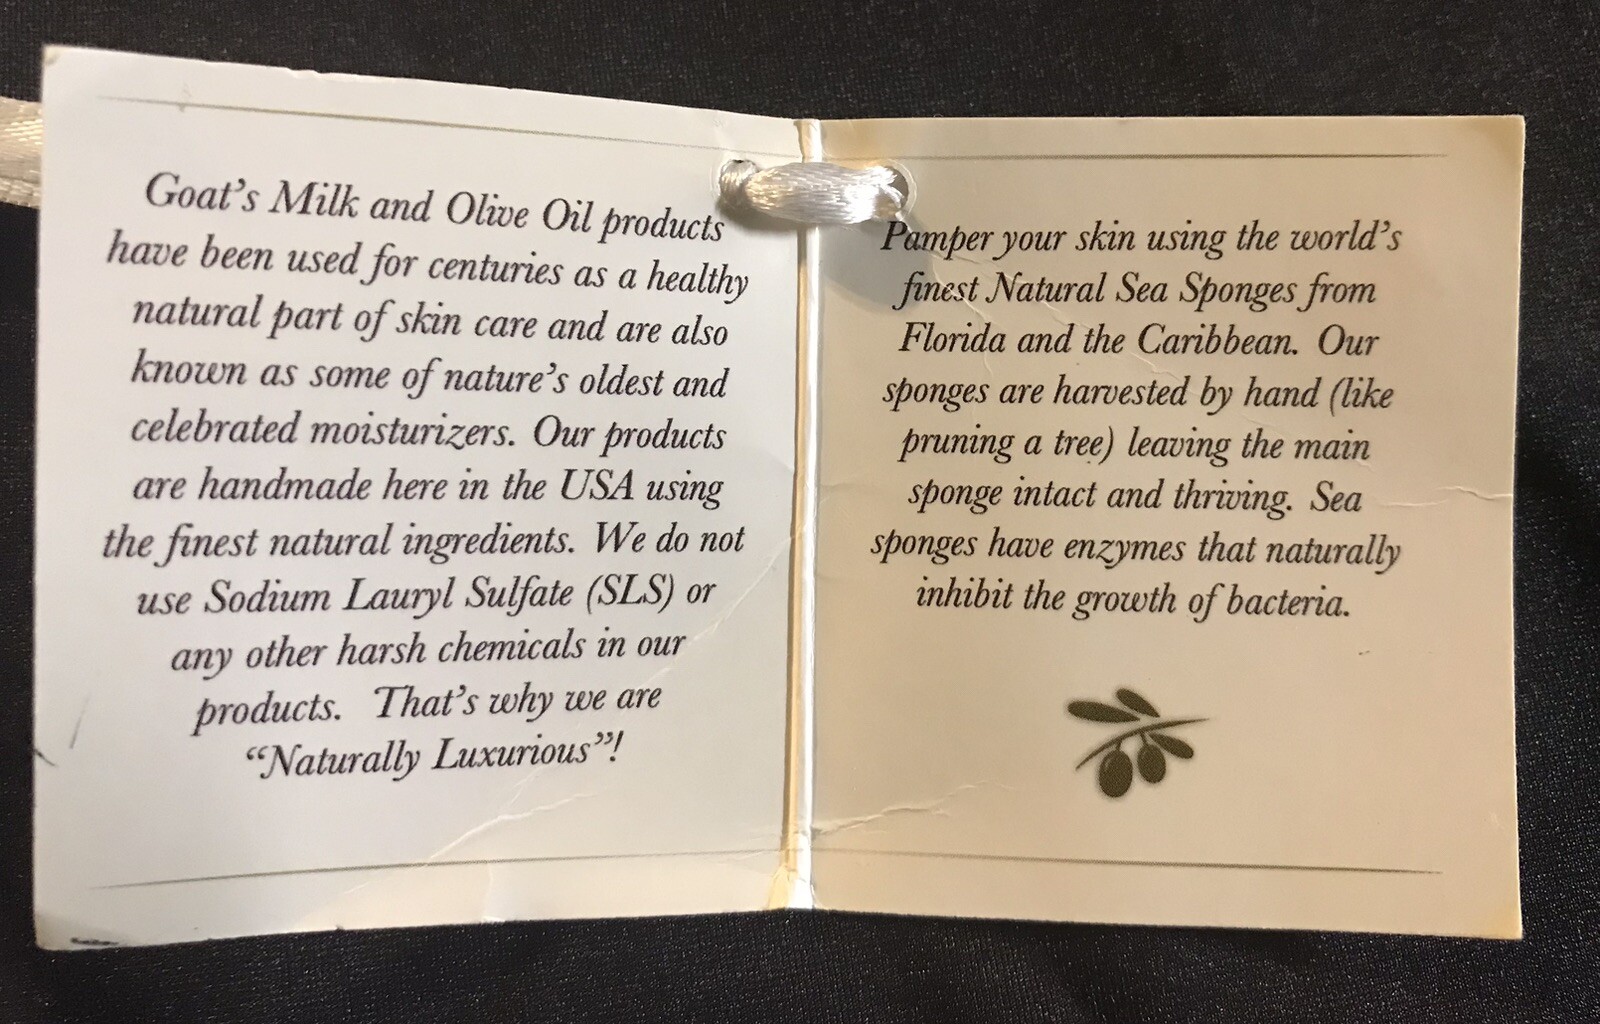 Goat's Milk and Olive Oil products
have been used for centuries as a healthy
natural part of skin care and are also
known as some of nature's oldest and
celebrated moisturizers. Our products
are handmade here in the USA using
the finest natural ingredients. We do not
use Sodium Lauryl Sulfate (SLS) or
any other harsh chemicals in our
products. That's why we are
“Naturally Luxurious”!
Pamper your skin using the world's
finest Natural Sea Sponges from
Florida and the Caribbean. Our
sponges are harvested by hand (like
pruning a tree) leaving the main
sponge intact and thriving. Sea
sponges have enzymes that naturally
inhibit the growth of bacteria.